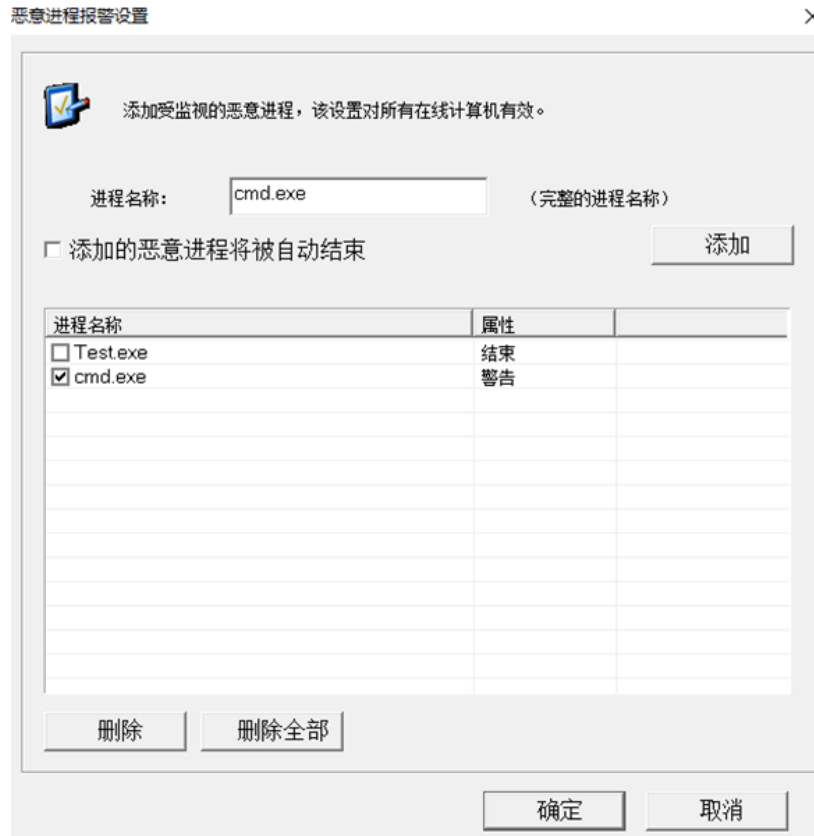 恶意进程报警设置
添加受监视的恶意进程，该设置对所有在线计算机有效。
进程名称： cmd.exe （完整的进程名称）
添加的恶意进程将被自动结束 添加
进程名称 属性
Test.exe 结束
cmd.exe 警告
删除 删除全部
确定 取消